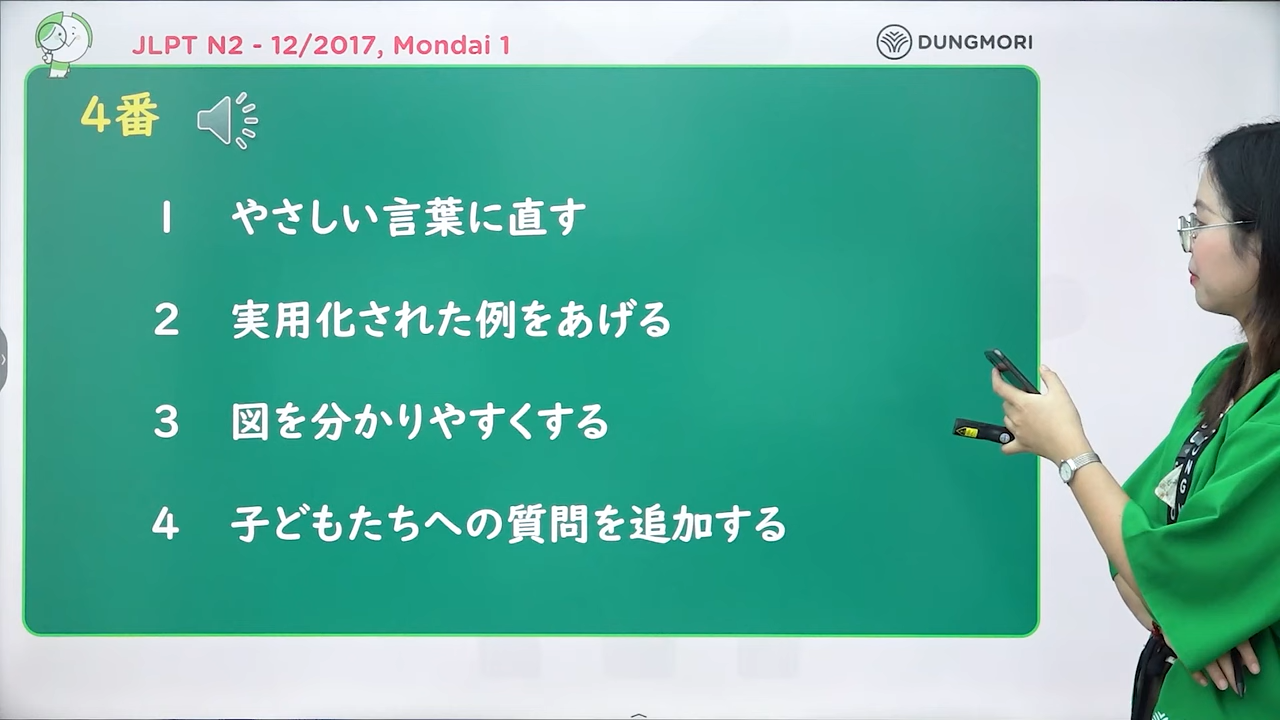 JLPT N2 - 12/2017, Mondai 1
DUNGMORI
4番
1 やさしい言葉に直す
2 実用化された例をあげる
3 図を分かりやすくする
4 子どもたちへの質問を追加する